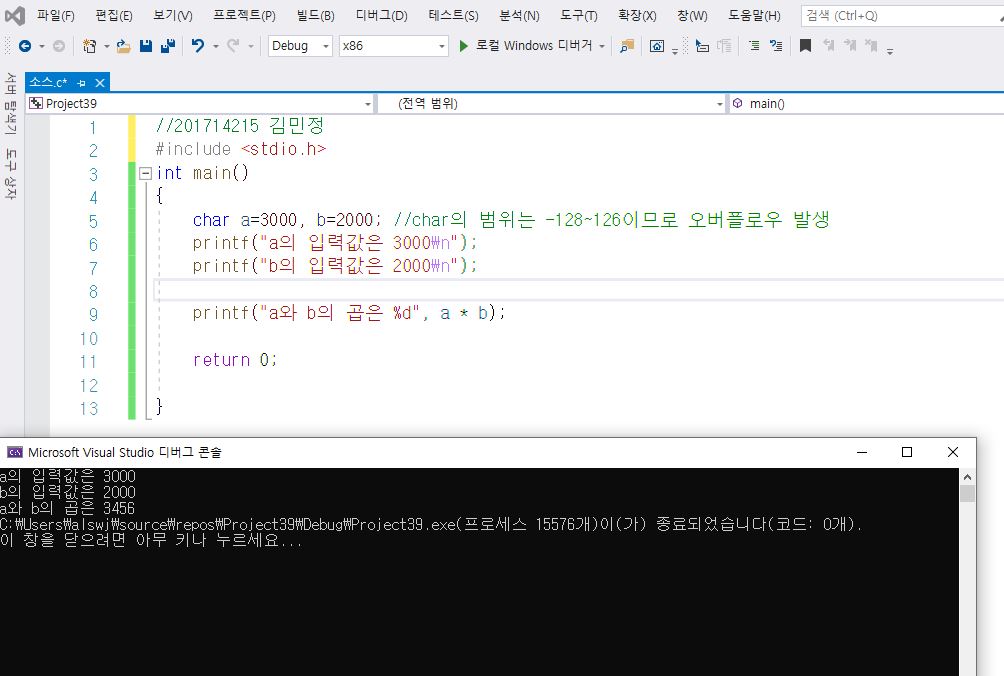 파일(F) 편집(E) 보기(V) 프로젝트(P) 빌드(B) 디버그(D) 테스트(S) 분석(N) 도구(T) 확장(X) 창(W) 도움말(H) 검색 (Ctrl+Q)
Debug x86 로컬 Windows 디버거
서버 탐색기
도구 상자
소스.c*
Project39 (전역 범위) main()
1 //201714215 김민정
2 #include <stdio.h>
3 int main()
4 {
5 char a=3000, b=2000; //char의 범위는 -128~126이므로 오버플로우 발생
6 printf("a의 입력값은 3000₩n");
7 printf("b의 입력값은 2000₩n");
8
9 printf("a와 b의 곱은 %d", a * b);
10
11 return 0;
12
13 }
Microsoft Visual Studio 디버그 콘솔
a의 입력값은 3000
b의 입력값은 2000
a와 b의 곱은 3456
C:₩Users₩alswj₩source₩repos₩Project39₩Debug₩Project39.exe(프로세스 15576개)이(가) 종료되었습니다(코드: 0개).
이 창을 닫으려면 아무 키나 누르세요...